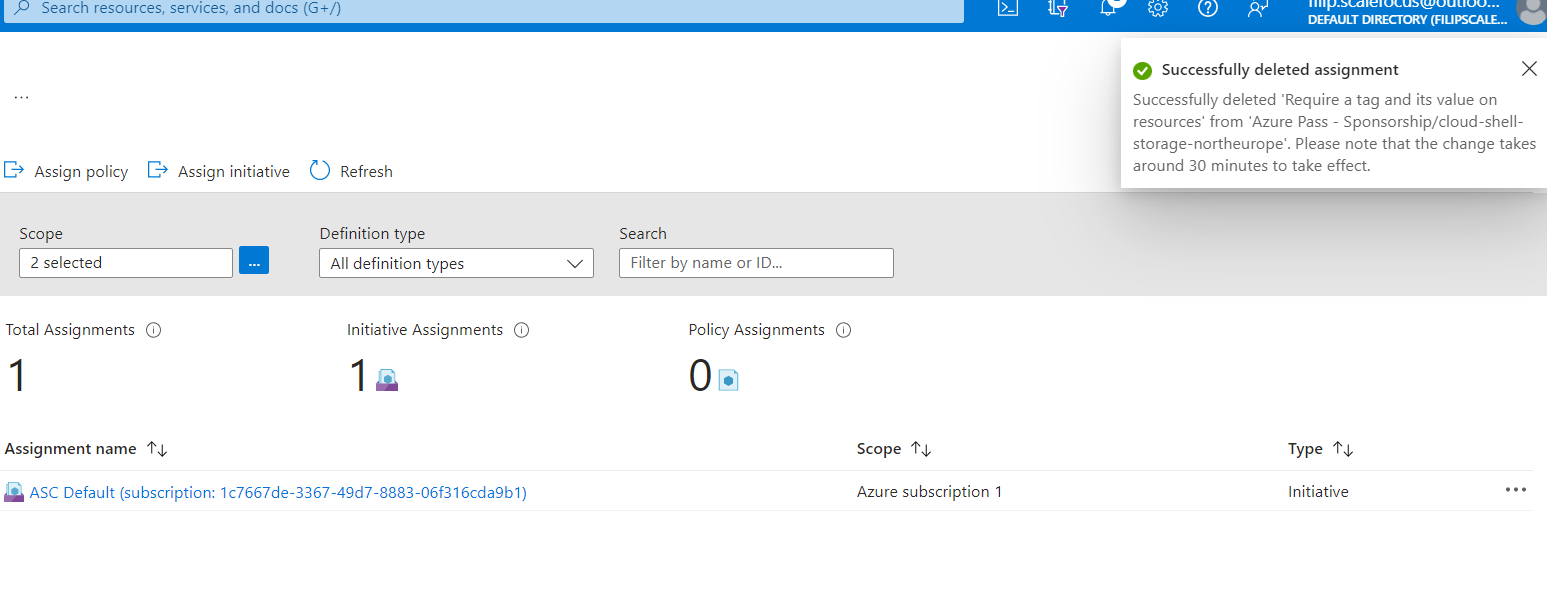 Search resources, services, and docs (G+/)
filip.scalefocus@outloo...
DEFAULT DIRECTORY (FILIPSCALE...
Successfully deleted assignment
Successfully deleted 'Require a tag and its value on
resources' from 'Azure Pass - Sponsorship/cloud-shell-
storage-northeurope'. Please note that the change takes
around 30 minutes to take effect.
...
Assign policy
Assign initiative
Refresh
Scope
Definition type
Search
2 selected
...
All definition types
Filter by name or ID...
Total Assignments
Initiative Assignments
Policy Assignments
1
1
0
Assignment name
Scope
Type
ASC Default (subscription: 1c7667de-3367-49d7-8883-06f316cda9b1)
Azure subscription 1
Initiative